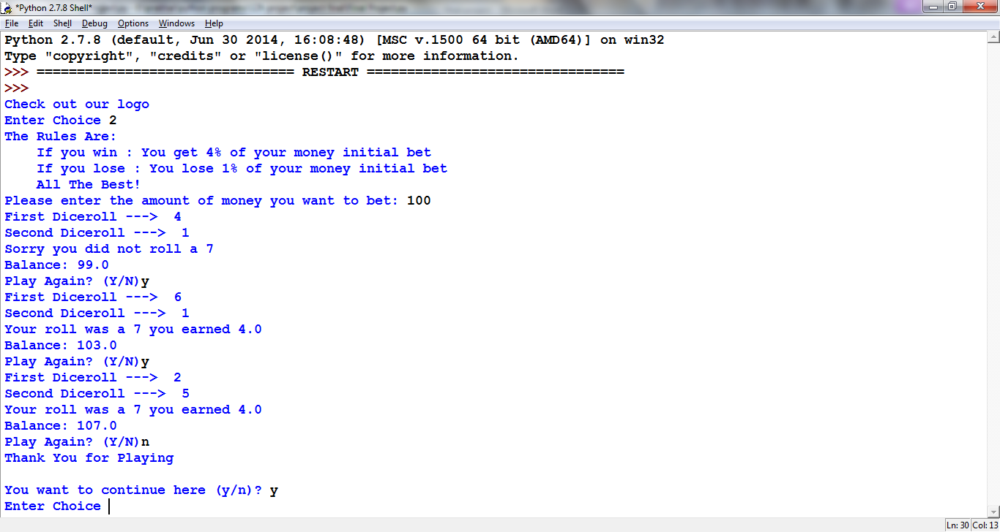 *Python 2.7.8 Shell*
File Edit Shell Debug Options Windows Help
Python 2.7.8 (default, Jun 30 2014, 16:08:48) [MSC v.1500 64 bit (AMD64)] on win32
Type "copyright", "credits" or "license()" for more information.
>>> ================================ RESTART ================================
>>>
Check out our logo
Enter Choice 2
The Rules Are:
    If you win : You get 4% of your money initial bet
    If you lose : You lose 1% of your money initial bet
    All The Best!
Please enter the amount of money you want to bet: 100
First Diceroll --->  4
Second Diceroll --->  1
Sorry you did not roll a 7
Balance: 99.0
Play Again? (Y/N)y
First Diceroll --->  6
Second Diceroll --->  1
Your roll was a 7 you earned 4.0
Balance: 103.0
Play Again? (Y/N)y
First Diceroll --->  2
Second Diceroll --->  5
Your roll was a 7 you earned 4.0
Balance: 107.0
Play Again? (Y/N)n
Thank You for Playing

You want to continue here (y/n)? y
Enter Choice
Ln: 30 Col: 13